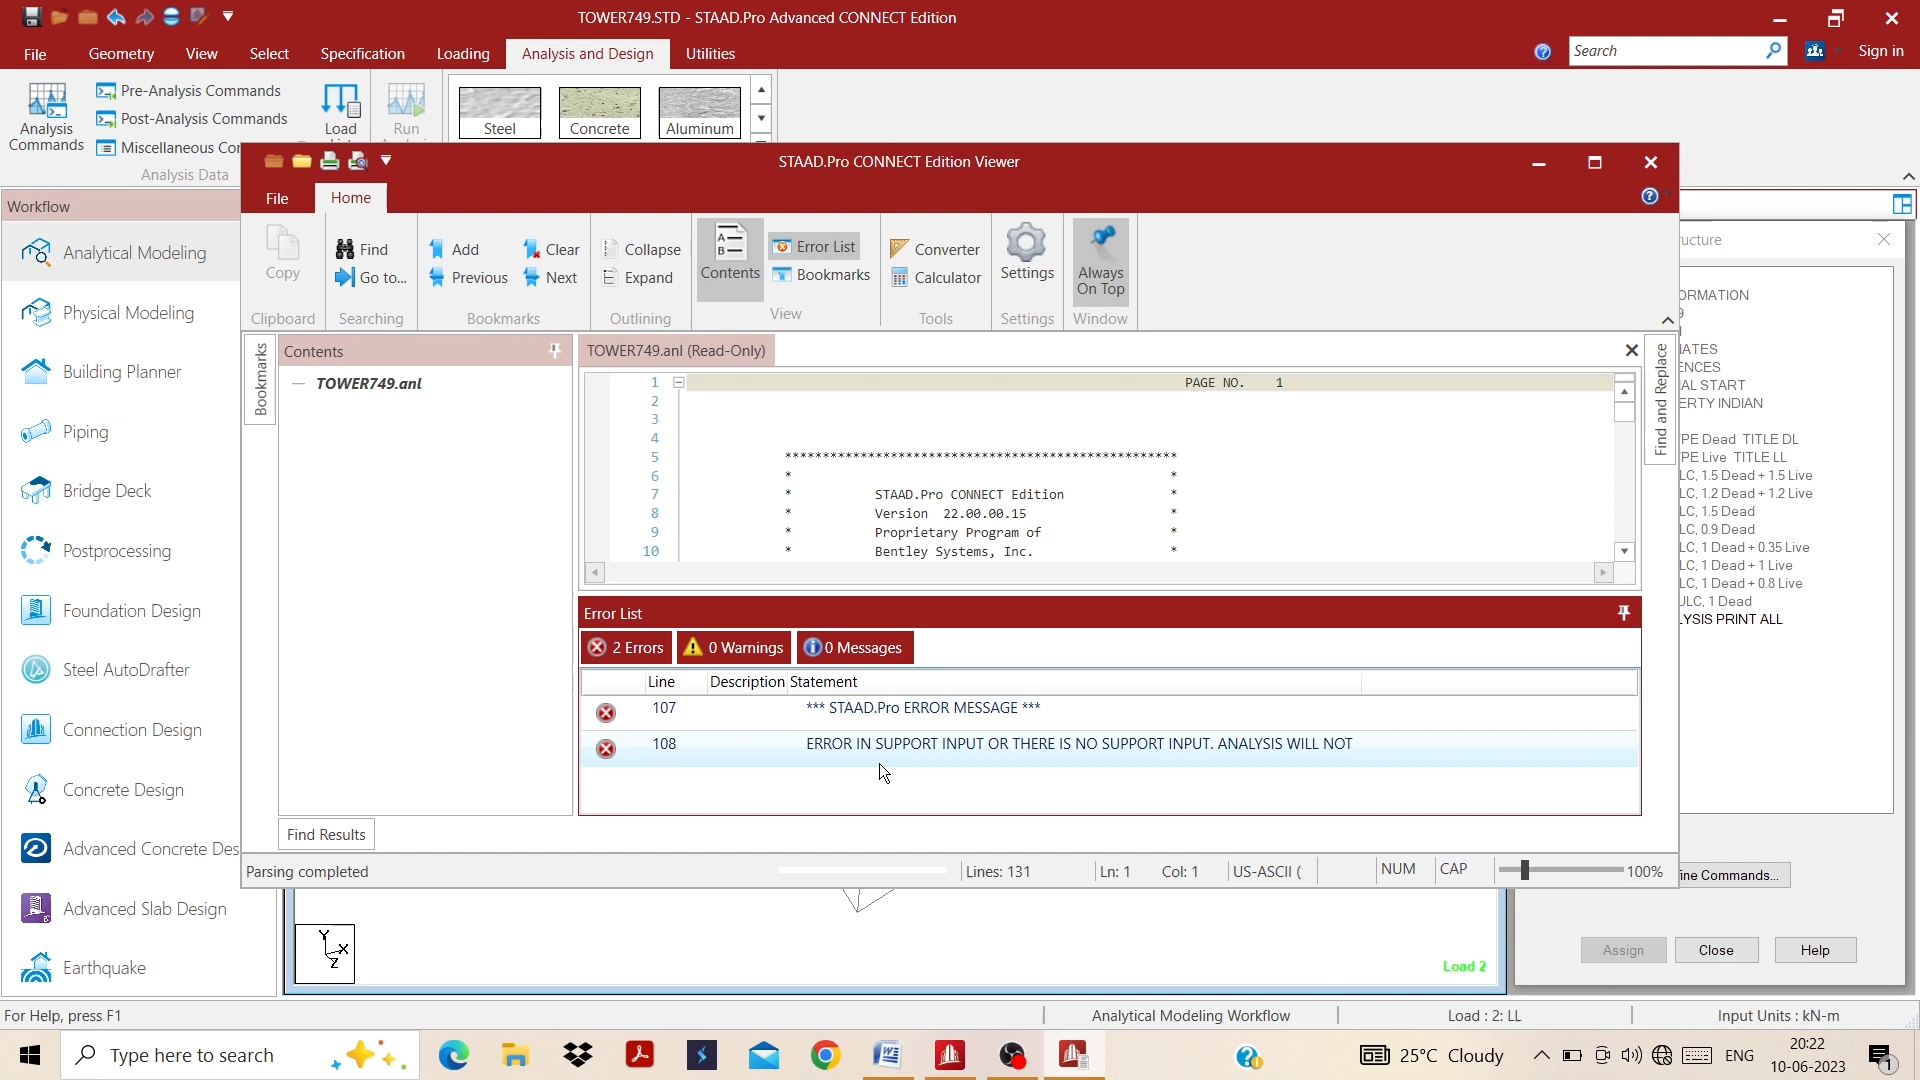 TOWER749.STD - STAAD.Pro Advanced CONNECT Edition
File Geometry View Select Specification Loading Analysis and Design Utilities
Search
Sign in
Analysis Commands
Pre-Analysis Commands
Post-Analysis Commands
Miscellaneous Con
Load
Run
Analysis Data
Steel Concrete Aluminum
STAAD.Pro CONNECT Edition Viewer
File Home
Copy
Clipboard
Find
Go to...
Searching
Add Clear
Previous Next
Bookmarks
Collapse
Expand
Outlining
Contents
Error List
Bookmarks
View
Converter
Calculator
Tools
Settings
Settings
Always On Top
Window
Workflow
Analytical Modeling
Physical Modeling
Building Planner
Piping
Bridge Deck
Postprocessing
Foundation Design
Steel AutoDrafter
Connection Design
Concrete Design
Advanced Concrete Des
Advanced Slab Design
Earthquake
Bookmarks
Contents
TOWER749.anl
Find Results
TOWER749.anl (Read-Only)
Find and Replace
1 PAGE NO. 1
2
3
4
5 ****************************************************
6 * *
7 * STAAD.Pro CONNECT Edition *
8 * Version 22.00.00.15 *
9 * Proprietary Program of *
10 * Bentley Systems, Inc. *
Error List
2 Errors 0 Warnings 0 Messages
Line Description Statement
107 *** STAAD.Pro ERROR MESSAGE ***
108 ERROR IN SUPPORT INPUT OR THERE IS NO SUPPORT INPUT. ANALYSIS WILL NOT
Parsing completed
Lines: 131
Ln: 1 Col: 1 US-ASCII (
NUM CAP 100%
ucture
ORMATION
ATES
ENCES
AL START
ERTY INDIAN
PE Dead TITLE DL
PE Live TITLE LL
LC, 1.5 Dead + 1.5 Live
LC, 1.2 Dead + 1.2 Live
LC, 1.5 Dead
LC, 0.9 Dead
LC, 1 Dead + 0.35 Live
LC, 1 Dead + 1 Live
LC, 1 Dead + 0.8 Live
ULC, 1 Dead
LYSIS PRINT ALL
ine Commands...
Assign Close Help
Y
X
Z
Load 2
For Help, press F1
Analytical Modeling Workflow
Load : 2: LL
Input Units : kN-m
Type here to search
25°C Cloudy
ENG
20:22
10-06-2023
1